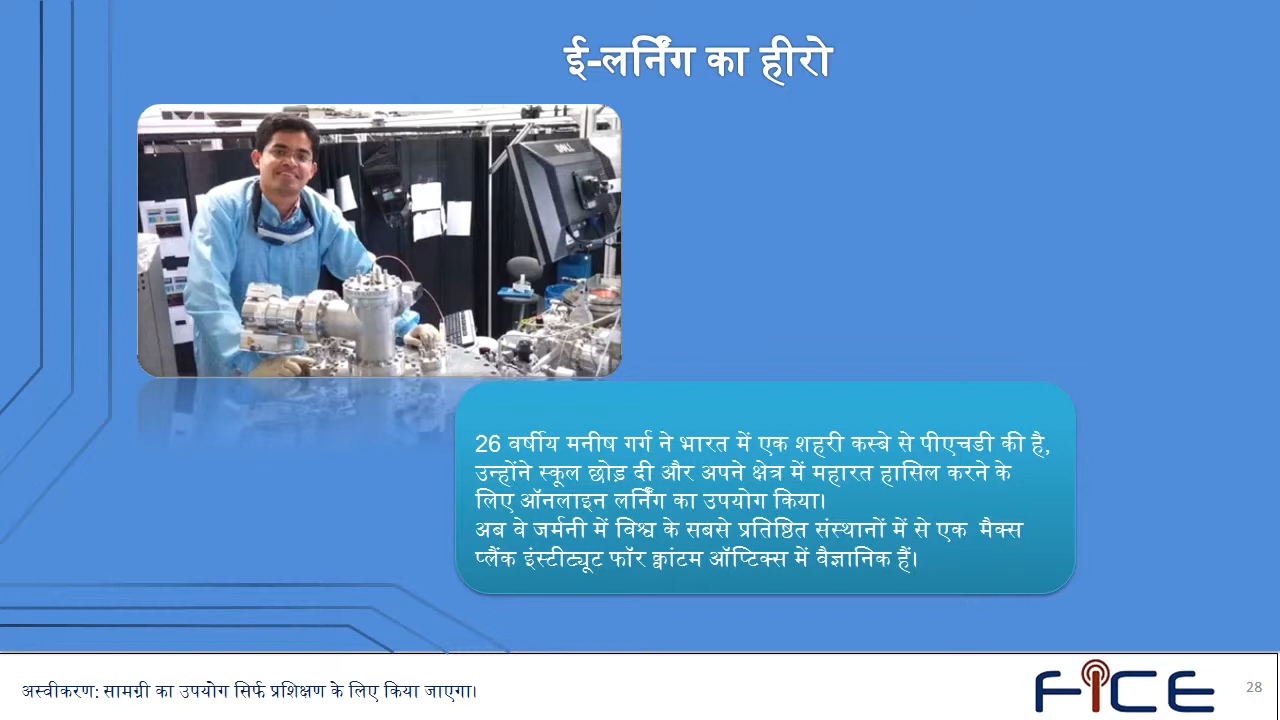 ई-लर्निंग का हीरो
DELL
26 वर्षीय मनीष गर्ग ने भारत में एक शहरी कस्बे से पीएचडी की है,
उन्होंने स्कूल छोड़ दी और अपने क्षेत्र में महारत हासिल करने के
लिए ऑनलाइन लर्निंग का उपयोग किया।
अब वे जर्मनी में विश्व के सबसे प्रतिष्ठित संस्थानों में से एक मैक्स
प्लैंक इंस्टीट्यूट फॉर क्वांटम ऑप्टिक्स में वैज्ञानिक हैं।
अस्वीकरण: सामग्री का उपयोग सिर्फ प्रशिक्षण के लिए किया जाएगा।
FICE
28